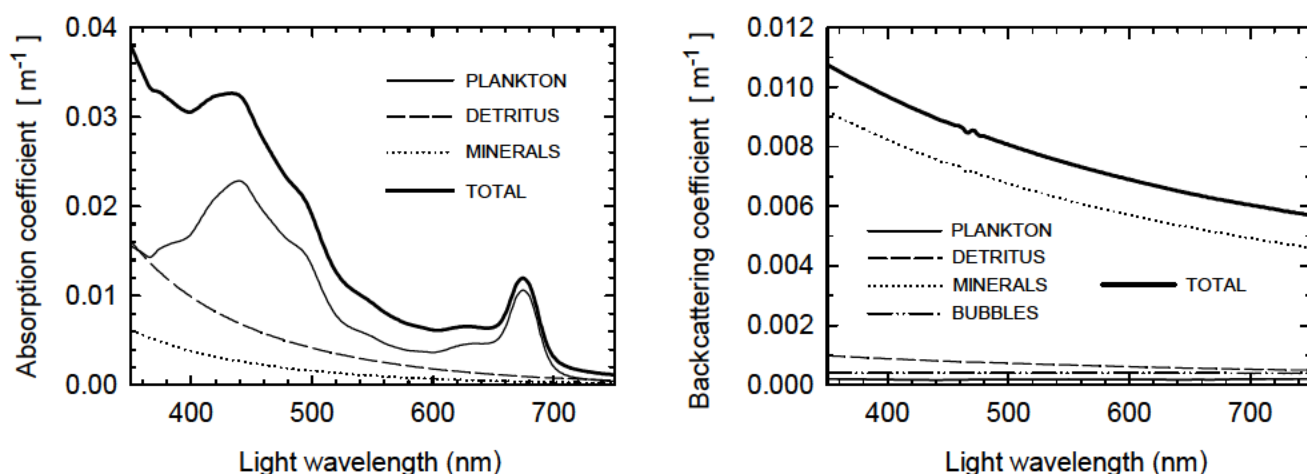 Absorption coefficient [ m⁻¹ ]
0.04
0.03
0.02
0.01
0.00
PLANKTON
DETRITUS
MINERALS
TOTAL
400 500 600 700
Light wavelength (nm)
Backcattering coefficient [ m⁻¹ ]
0.012
0.010
0.008
0.006
0.004
0.002
0.000
PLANKTON
DETRITUS
MINERALS
BUBBLES
TOTAL
400 500 600 700
Light wavelength (nm)